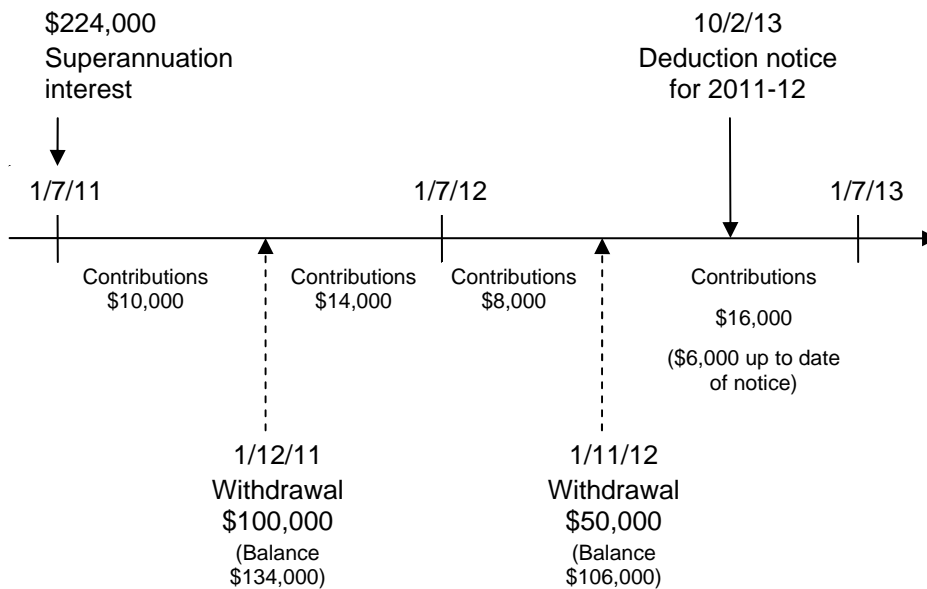 $224,000
Superannuation
interest
10/2/13
Deduction notice
for 2011-12
1/7/11
1/7/12
1/7/13
Contributions
$10,000
Contributions
$14,000
Contributions
$8,000
Contributions
$16,000
($6,000 up to date
of notice)
1/12/11
Withdrawal
$100,000
(Balance
$134,000)
1/11/12
Withdrawal
$50,000
(Balance
$106,000)